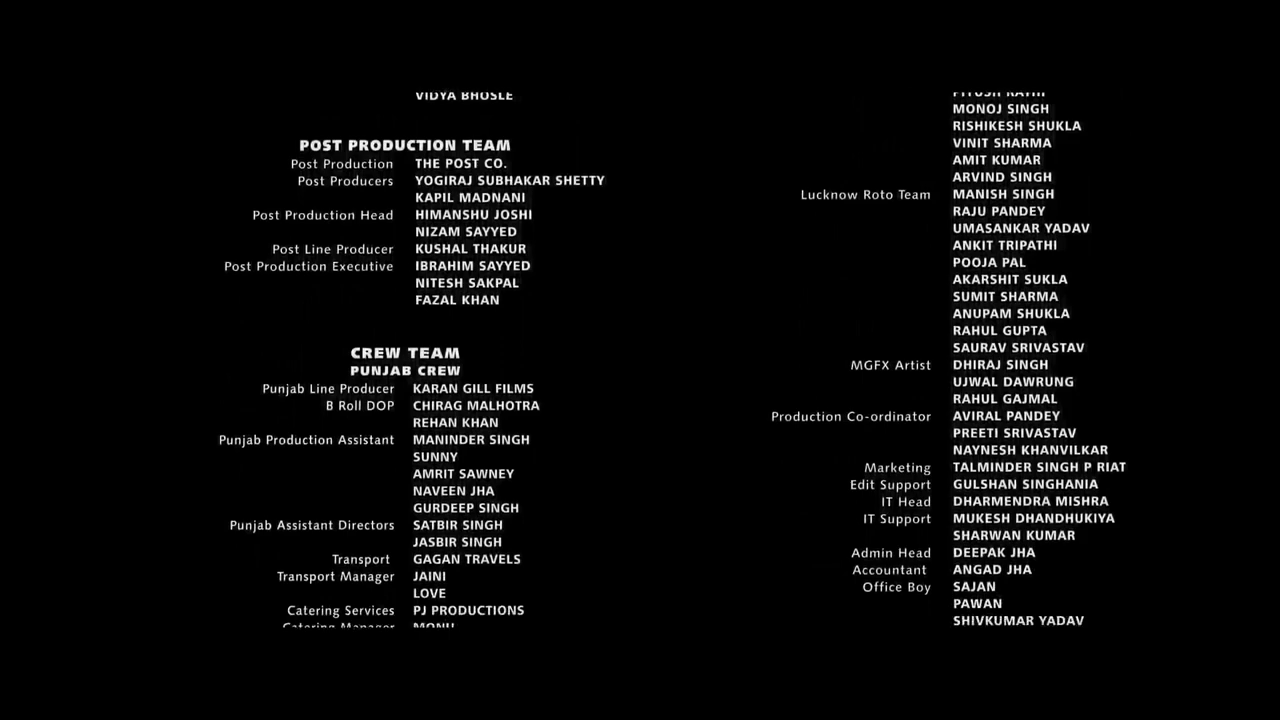 VIDYA BHOSLE
POST PRODUCTION TEAM
Post Production THE POST CO.
Post Producers YOGIRAJ SUBHAKAR SHETTY
KAPIL MADNANI
Post Production Head HIMANSHU JOSHI
NIZAM SAYYED
Post Line Producer KUSHAL THAKUR
Post Production Executive IBRAHIM SAYYED
NITESH SAKPAL
FAZAL KHAN
CREW TEAM
PUNJAB CREW
Punjab Line Producer KARAN GILL FILMS
B Roll DOP CHIRAG MALHOTRA
REHAN KHAN
Punjab Production Assistant MANINDER SINGH
SUNNY
AMRIT SAWNEY
NAVEEN JHA
GURDEEP SINGH
Punjab Assistant Directors SATBIR SINGH
JASBIR SINGH
Transport GAGAN TRAVELS
Transport Manager JAINI
LOVE
Catering Services PJ PRODUCTIONS
Catering Manager MONU
MONOJ SINGH
RISHIKESH SHUKLA
VINIT SHARMA
AMIT KUMAR
ARVIND SINGH
Lucknow Roto Team MANISH SINGH
RAJU PANDEY
UMASANKAR YADAV
ANKIT TRIPATHI
POOJA PAL
AKARSHIT SUKLA
SUMIT SHARMA
ANUPAM SHUKLA
RAHUL GUPTA
SAURAV SRIVASTAV
MGFX Artist DHIRAJ SINGH
UJWAL DAWRUNG
RAHUL GAJMAL
Production Co-ordinator AVIRAL PANDEY
PREETI SRIVASTAV
NAYNESH KHANVILKAR
Marketing TALMINDER SINGH P RIAT
Edit Support GULSHAN SINGHANIA
IT Head DHARMENDRA MISHRA
IT Support MUKESH DHANDHUKIYA
SHARWAN KUMAR
Admin Head DEEPAK JHA
Accountant ANGAD JHA
Office Boy SAJAN
PAWAN
SHIVKUMAR YADAV